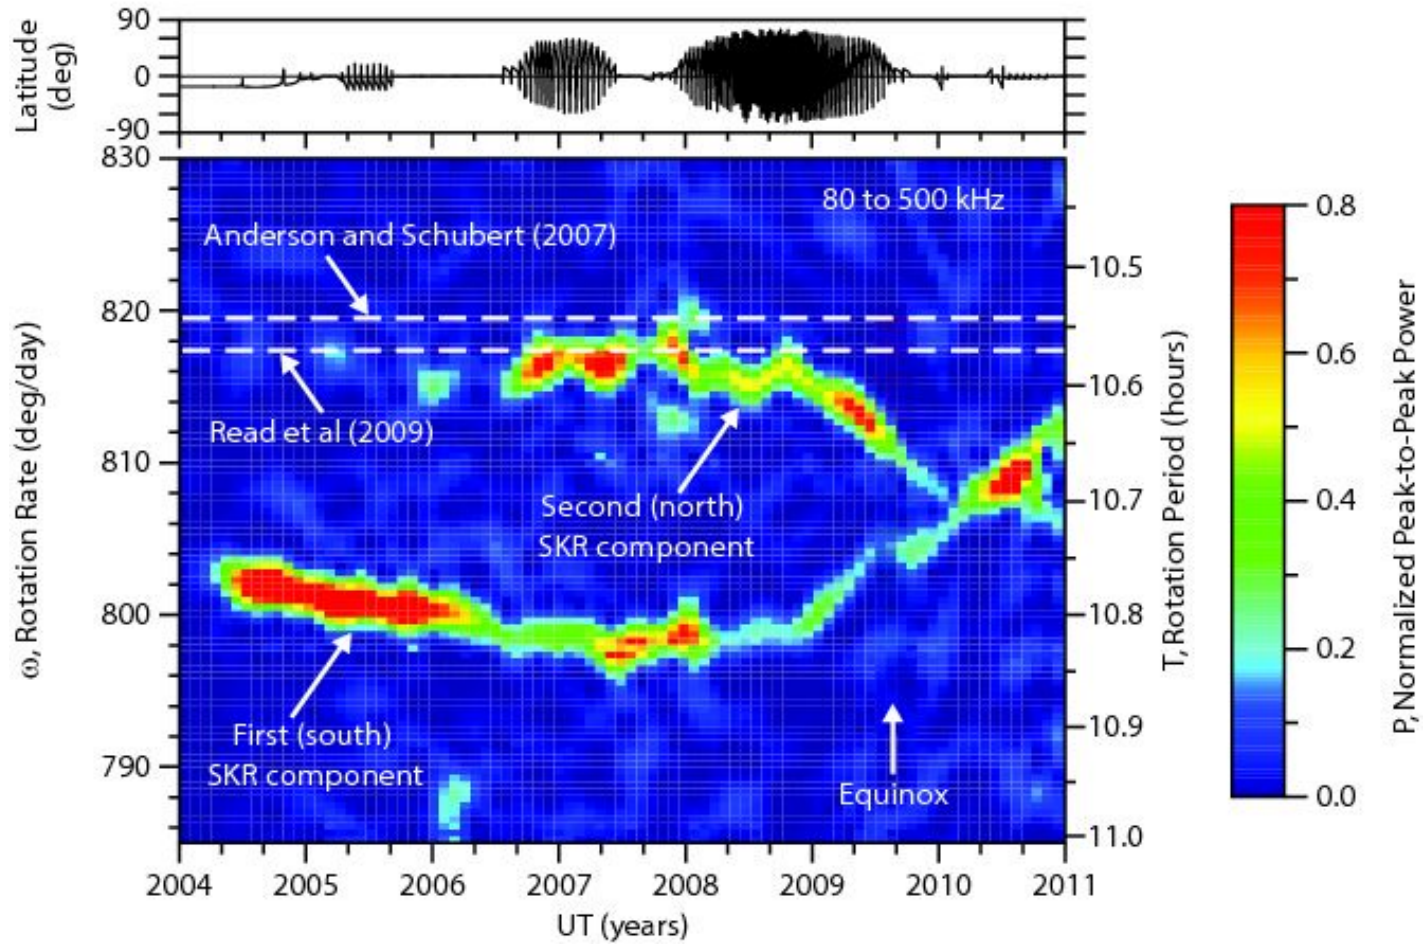 90
0
-90
Latitude
(deg)
830
820
810
800
790
ω, Rotation Rate (deg/day)
80 to 500 kHz
Anderson and Schubert (2007)
Read et al (2009)
Second (north)
SKR component
First (south)
SKR component
Equinox
10.5
10.6
10.7
10.8
10.9
11.0
T, Rotation Period (hours)
0.8
0.6
0.4
0.2
0.0
P, Normalized Peak-to-Peak Power
2004 2005 2006 2007 2008 2009 2010 2011
UT (years)